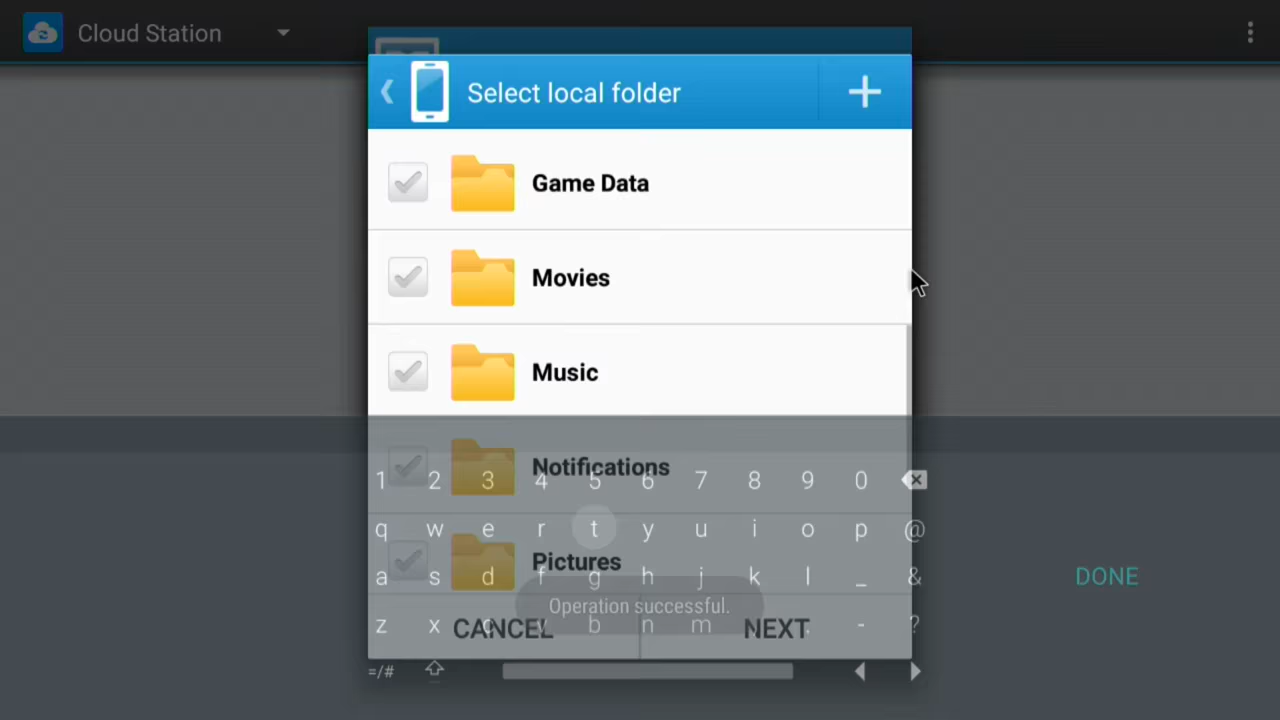 Cloud Station
Select local folder
Game Data
Movies
Music
Notifications
1 2 3 4 5 6 7 8 9 0
q w e r t y u i o p @
Pictures
a s d f g h j k l _ &
DONE
Operation successful.
z x c v b n m . - ?
CANCEL NEXT
=/#